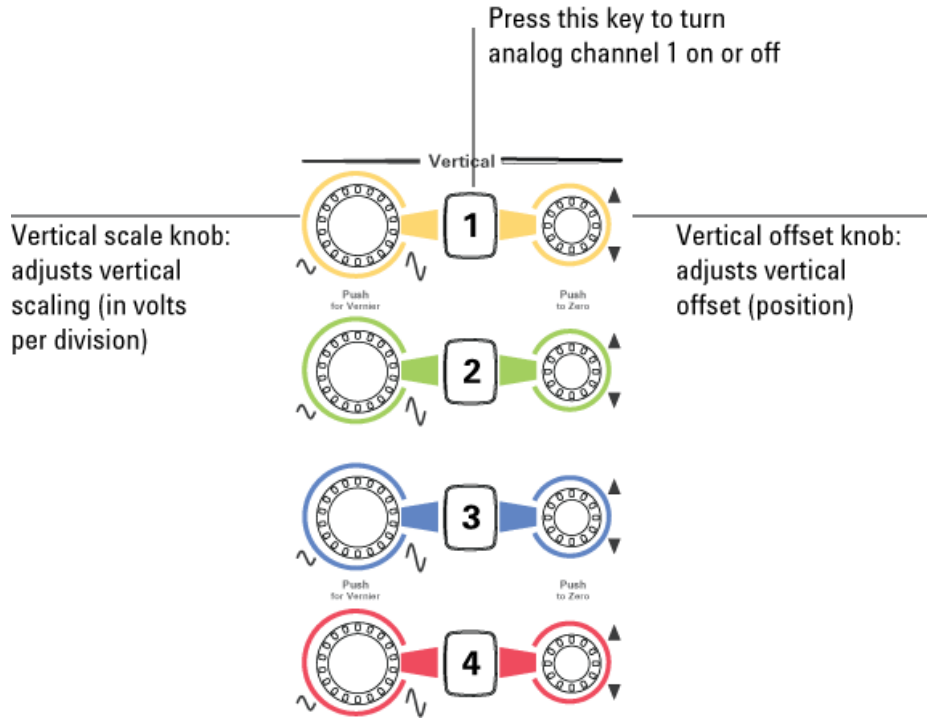 Press this key to turn
analog channel 1 on or off
Vertical
Vertical scale knob:
adjusts vertical
scaling (in volts
per division)
1
Vertical offset knob:
adjusts vertical
offset (position)
Push
for Vernier
Push
to Zero
2
3
Push
for Vernier
Push
to Zero
4